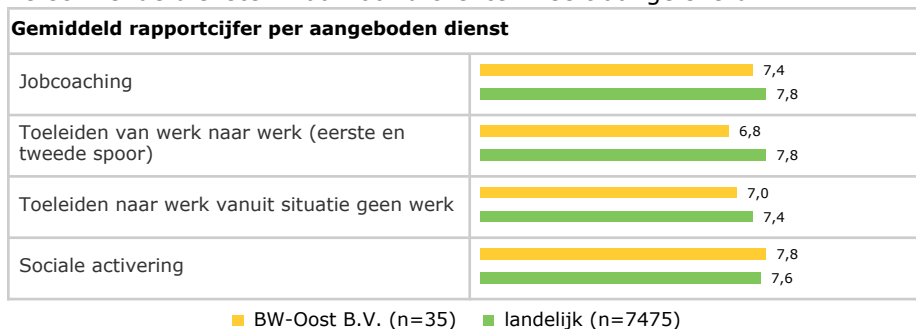 Gemiddeld rapportcijfer per aangeboden dienst
Jobcoaching
7,4
7,8
Toeleiden van werk naar werk (eerste en
tweede spoor)
6,8
7,8
Toeleiden naar werk vanuit situatie geen werk
7,0
7,4
Sociale activering
7,8
7,6
BW-Oost B.V. (n=35) landelijk (n=7475)